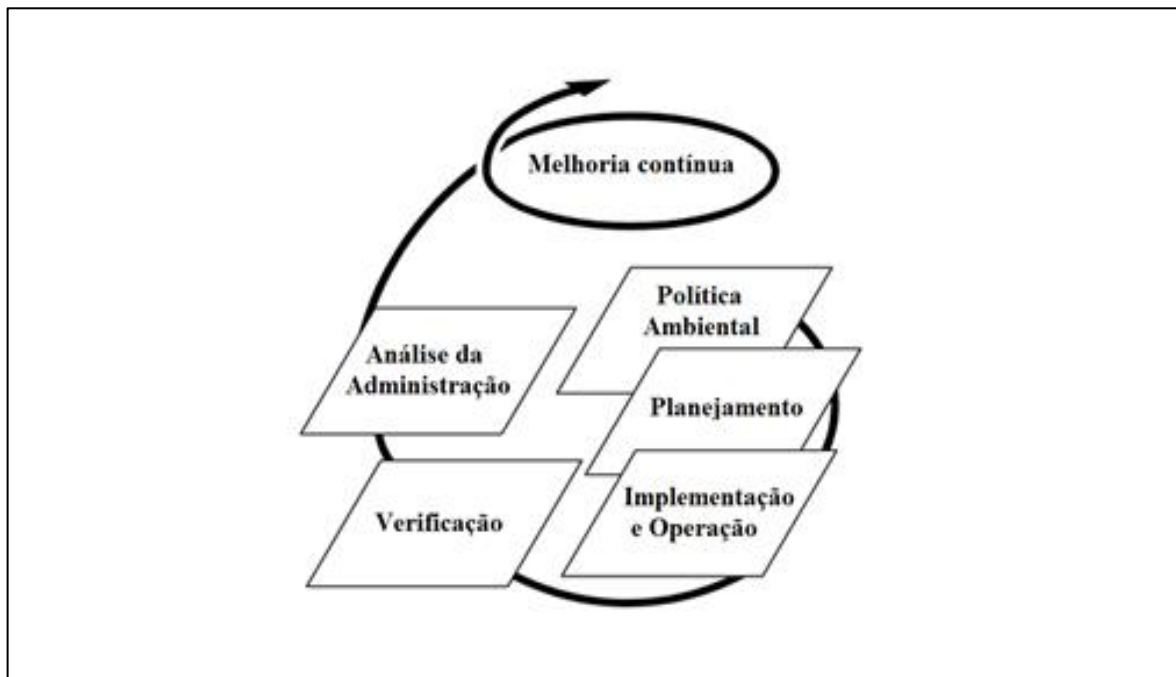 Melhoria contínua
Política
Ambiental
Planejamento
Implementação
e Operação
Verificação
Análise da
Administração